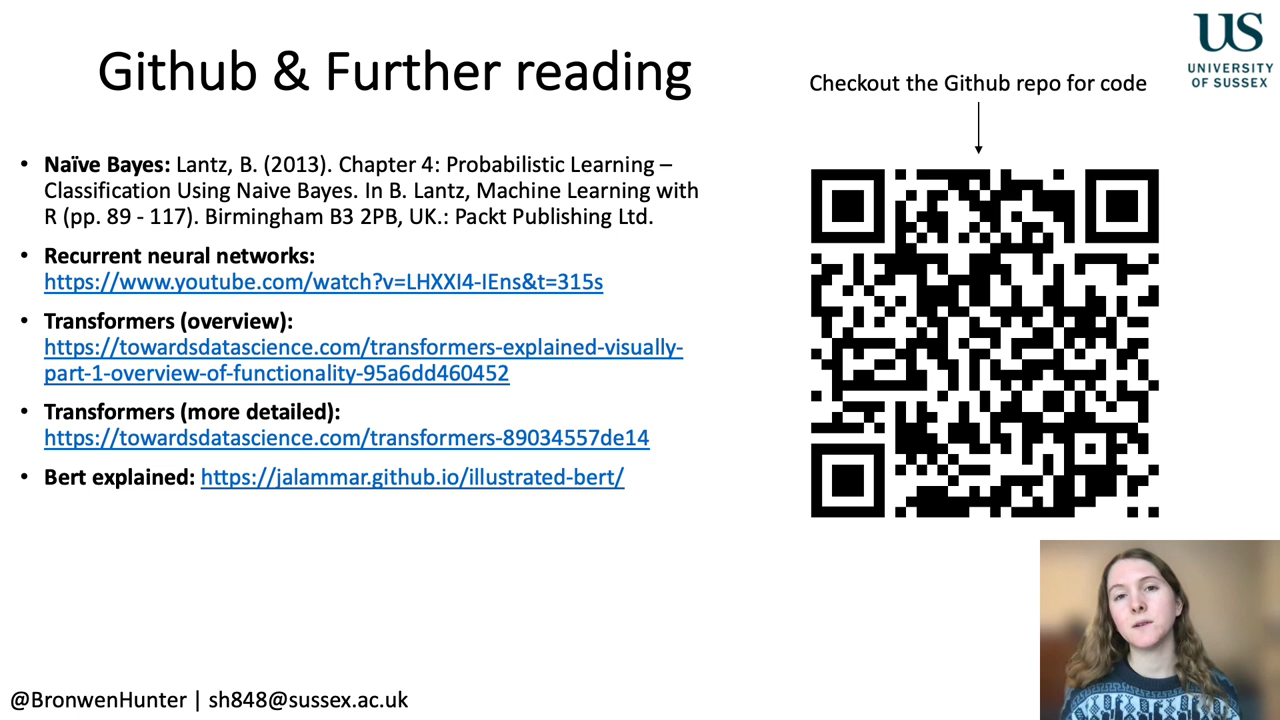 Github & Further reading
Checkout the Github repo for code
US
UNIVERSITY
OF SUSSEX
• Naïve Bayes: Lantz, B. (2013). Chapter 4: Probabilistic Learning –
Classification Using Naive Bayes. In B. Lantz, Machine Learning with
R (pp. 89 - 117). Birmingham B3 2PB, UK.: Packt Publishing Ltd.
• Recurrent neural networks:
https://www.youtube.com/watch?v=LHXXI4-IEns&t=315s
• Transformers (overview):
https://towardsdatascience.com/transformers-explained-visually-
part-1-overview-of-functionality-95a6dd460452
• Transformers (more detailed):
https://towardsdatascience.com/transformers-89034557de14
• Bert explained: https://jalammar.github.io/illustrated-bert/
@BronwenHunter | sh848@sussex.ac.uk